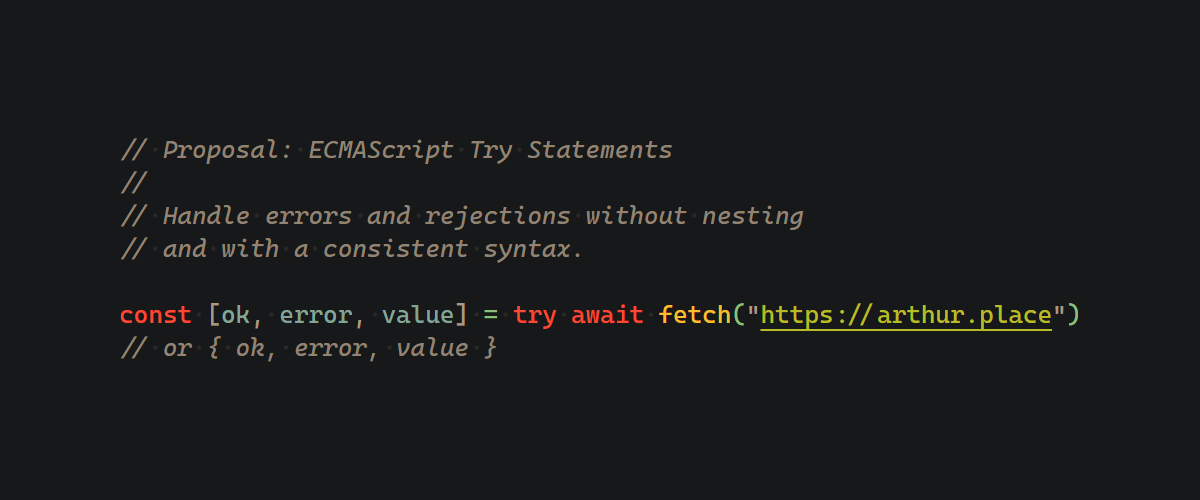 // Proposal: ECMAScript Try Statements
//
// Handle errors and rejections without nesting
// and with a consistent syntax.
const [ok, error, value] = try await fetch("https://arthur.place")
// or { ok, error, value }